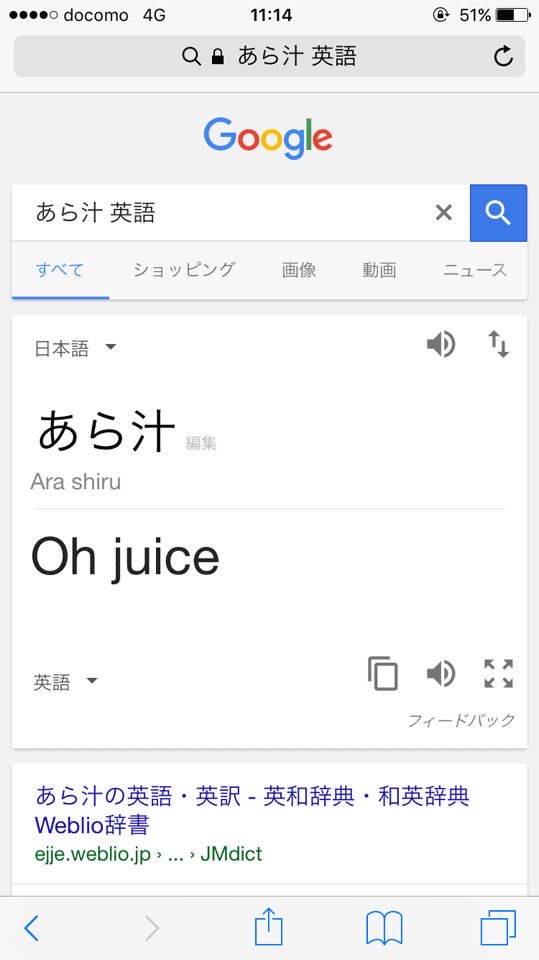 docomo 4G 11:14 51%
あら汁 英語
Google
あら汁 英語
すべて ショッピング 画像 動画 ニュース
日本語
あら汁 編集
Ara shiru
Oh juice
英語
フィードバック
あら汁の英語・英訳 - 英和辞典・和英辞典
Weblio辞書
ejje.weblio.jp › ... › JMdict